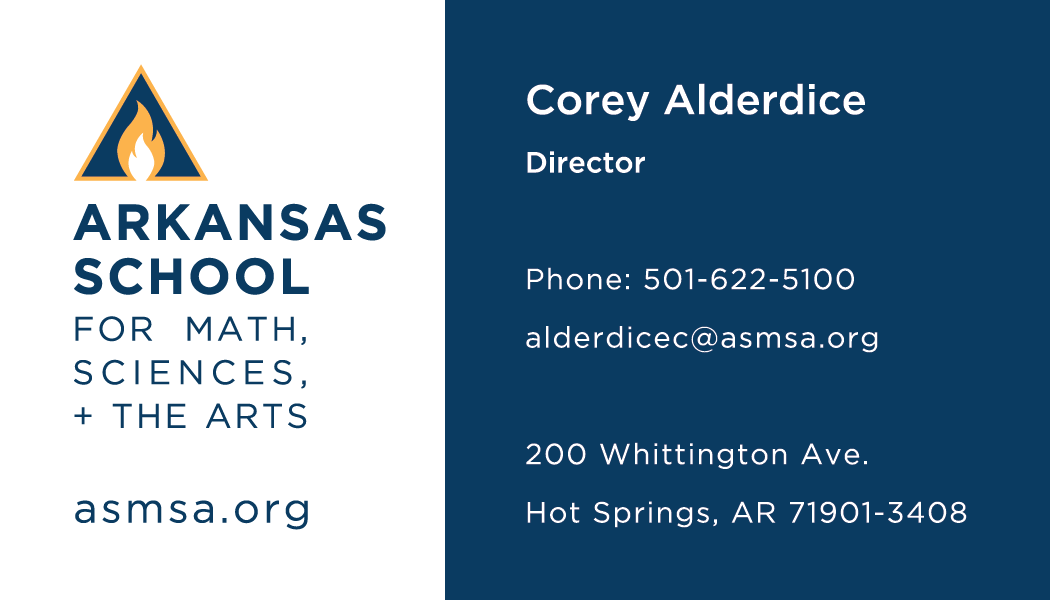 ARKANSAS
SCHOOL
FOR MATH,
SCIENCES,
+ THE ARTS
asmsa.org
Corey Alderdice
Director
Phone: 501-622-5100
alderdicec@asmsa.org
200 Whittington Ave.
Hot Springs, AR 71901-3408